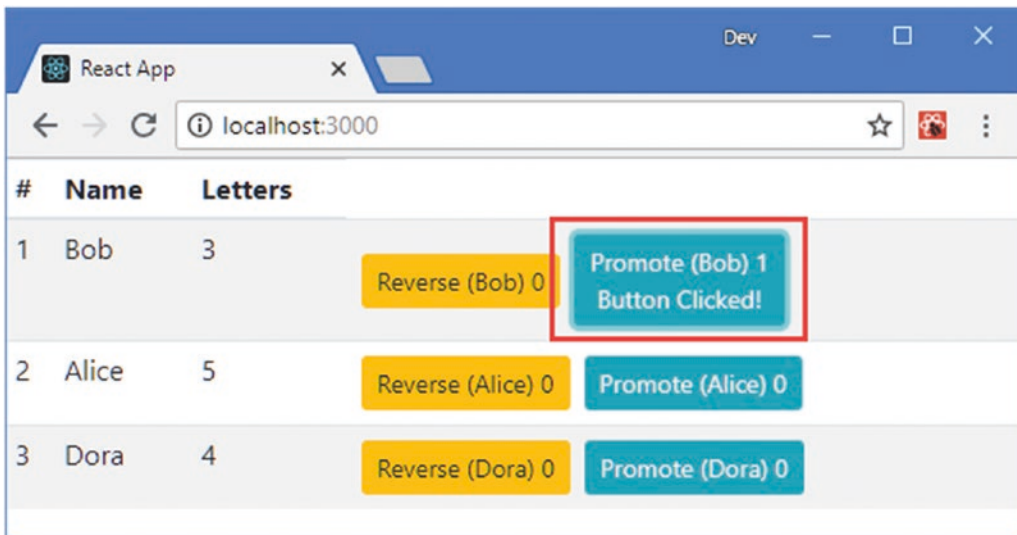 Dev
React App
localhost:3000
# Name Letters
1 Bob 3 Reverse (Bob) 0 Promote (Bob) 1
Button Clicked!
2 Alice 5 Reverse (Alice) 0 Promote (Alice) 0
3 Dora 4 Reverse (Dora) 0 Promote (Dora) 0